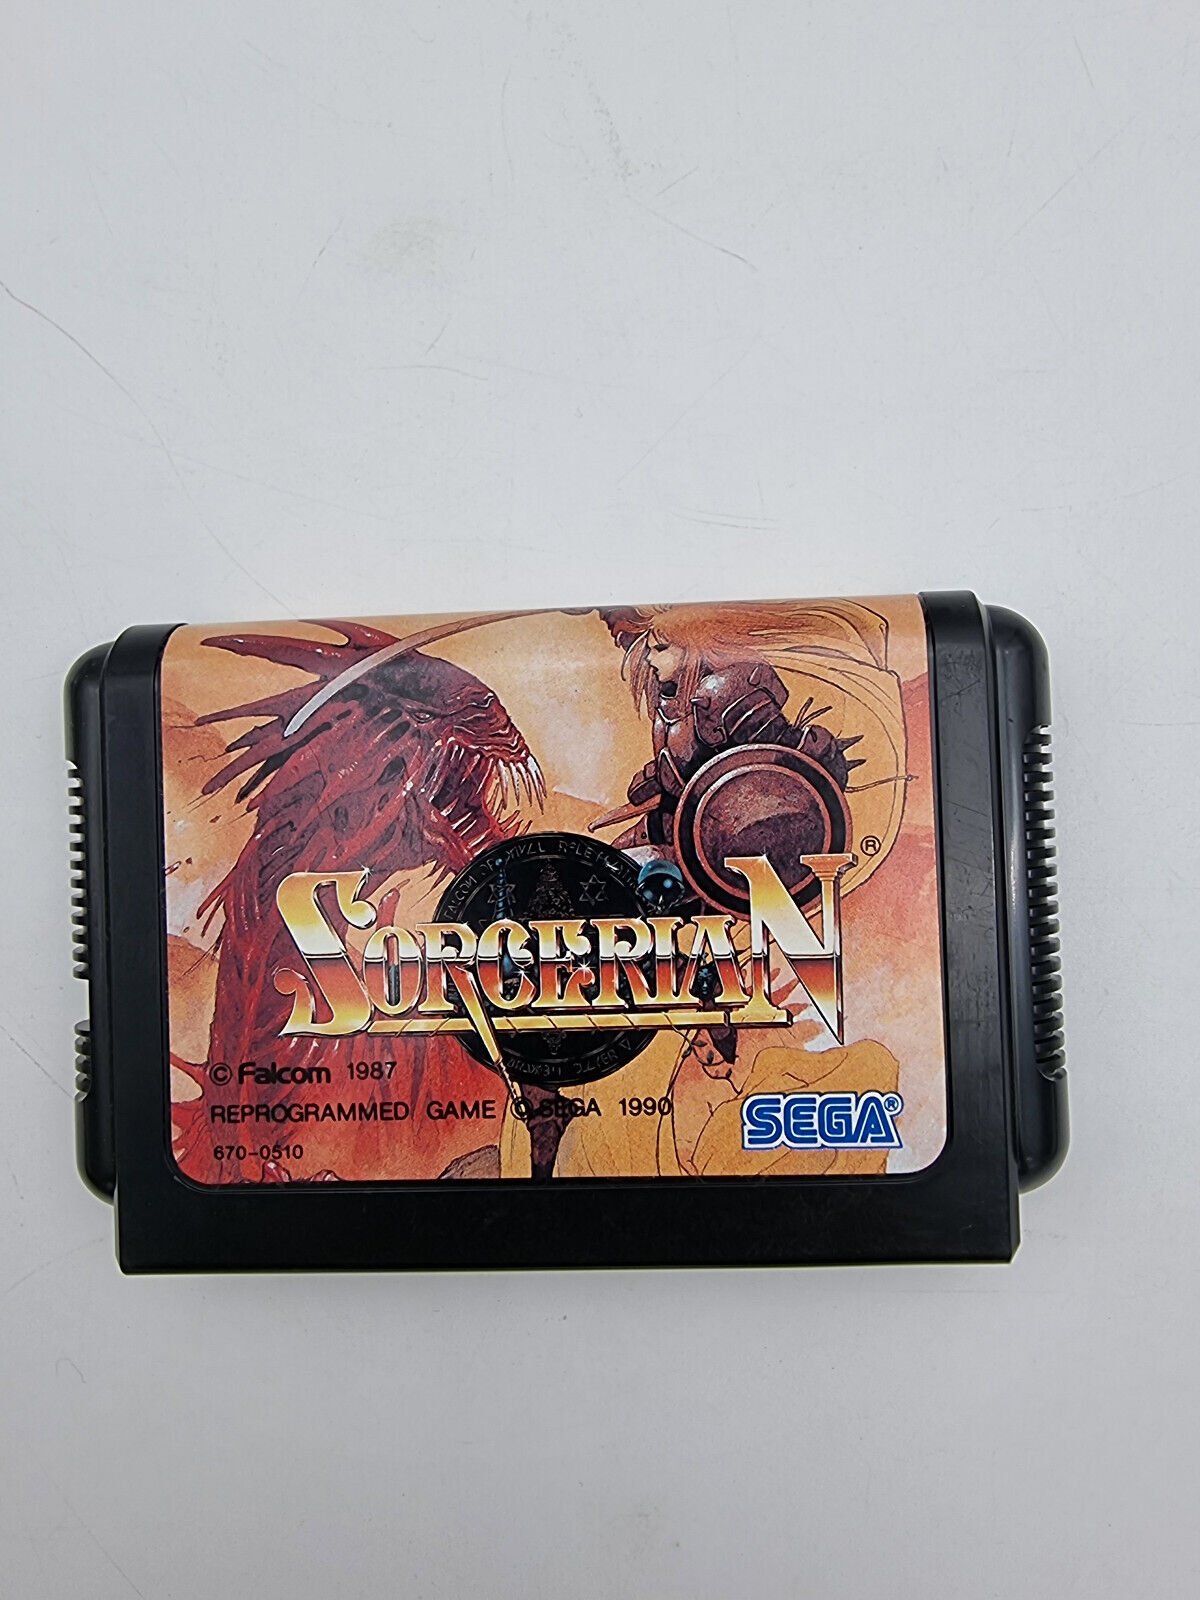 ®
SORCERIAN
© Falcom 1987
REPROGRAMMED GAME © SEGA 1990
670-0510
SEGA®